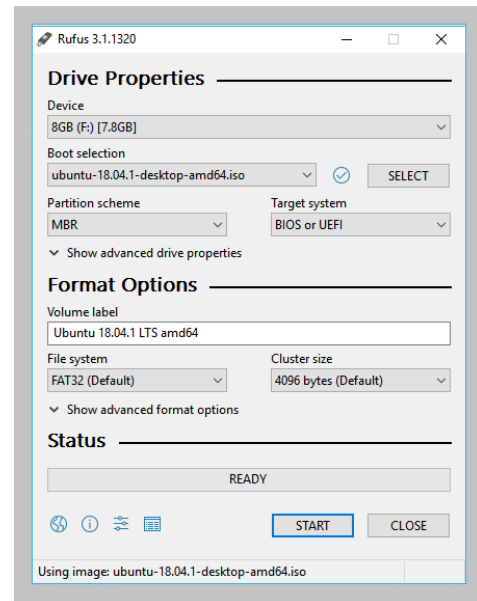 Rufus 3.1.1320
Drive Properties
Device
8GB (F:) [7.8GB]
Boot selection
ubuntu-18.04.1-desktop-amd64.iso
SELECT
Partition scheme
Target system
MBR
BIOS or UEFI
Show advanced drive properties
Format Options
Volume label
Ubuntu 18.04.1 LTS amd64
File system
Cluster size
FAT32 (Default)
4096 bytes (Default)
Show advanced format options
Status
READY
START
CLOSE
Using image: ubuntu-18.04.1-desktop-amd64.iso